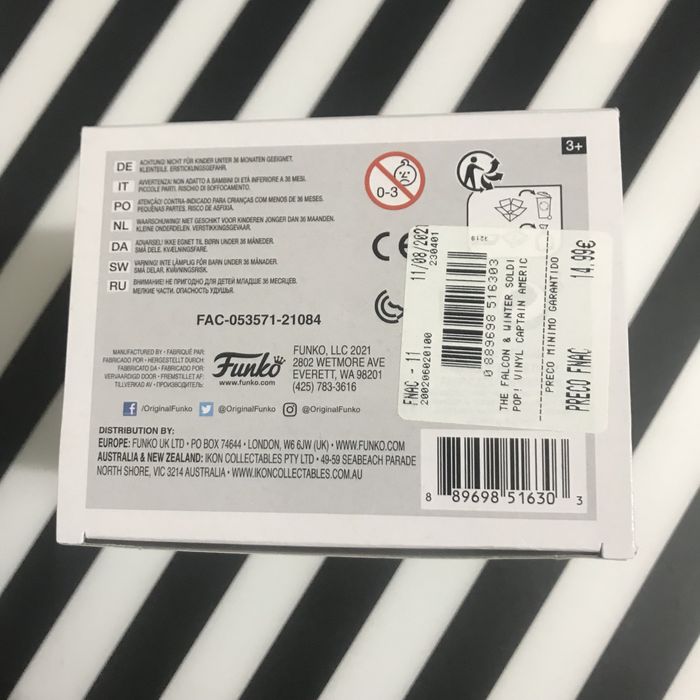 3+
DE ACHTUNG! NICHT FÜR KINDER UNTER 36 MONATEN GEEIGNET.
KLEINTEILE. ERSTICKUNGSGEFAHR.
IT AVVERTENZA! NON ADATTO A BAMBINI DI ETÀ INFERIORE A 36 MESI.
PICCOLE PARTI. RISCHIO DI SOFFOCAMENTO.
PO ATENÇÃO! CONTRA-INDICADO PARA CRIANÇAS COM MENOS DE 36 MESES.
PEQUENAS PARTES. RISCO DE ASFIXIA.
NL WAARSCHUWING! NIET GESCHIKT VOOR KINDEREN JONGER DAN 36 MAANDEN.
KLEINE ONDERDELEN. VERSTIKKINGSGEVAAR.
DA ADVARSEL! IKKE EGNET TIL BØRN UNDER 36 MÅNEDER.
SMÅ DELE. KVÆLNINGSFARE.
SW VARNING! INTE LÄMPLIG FÖR BARN UNDER 36 MÅNADER.
SMÅ DELAR. KVÄVNINGSRISK.
RU ВНИМАНИЕ! НЕ ПРИГОДНО ДЛЯ ДЕТЕЙ МЛАДШЕ 36 МЕСЯЦЕВ.
МЕЛКИЕ ЧАСТИ. ОПАСНОСТЬ УДУШЬЯ.
0-3
CE
FAC-053571-21084
MANUFACTURED BY • FABRIQUÉ PAR:
FABRICADO POR • HERGESTELLT DURCH
FABRICATO DA • FABRICADO POR:
VERVAARDIGD DOOR • FREMSTILLET AF:
TILLVERKAD AV • ПРОИЗВОДИТЕЛЬ:
Funko
www.funko.com
FUNKO, LLC 2021
2802 WETMORE AVE
EVERETT, WA 98201
(425) 783-3616
/OriginalFunko @OriginalFunko @OriginalFunko
DISTRIBUTION BY:
EUROPE: FUNKO UK LTD • PO BOX 74644 • LONDON, W6 6JW (UK) • WWW.FUNKO.COM
AUSTRALIA & NEW ZEALAND: IKON COLLECTABLES PTY LTD • 49-59 SEABEACH PARADE
NORTH SHORE, VIC 3214 AUSTRALIA • WWW.IKONCOLLECTABLES.COM.AU
8 89698 51630 3
FNAC - 11 11/08/202
200206020100 230401
9219
0 889698 516303
THE FALCON & WINTER SOLDI
POP! VINYL CAPTAIN AMERIC
PRECO MINIMO GARANTIDO
PRECO FNAC 14.99€